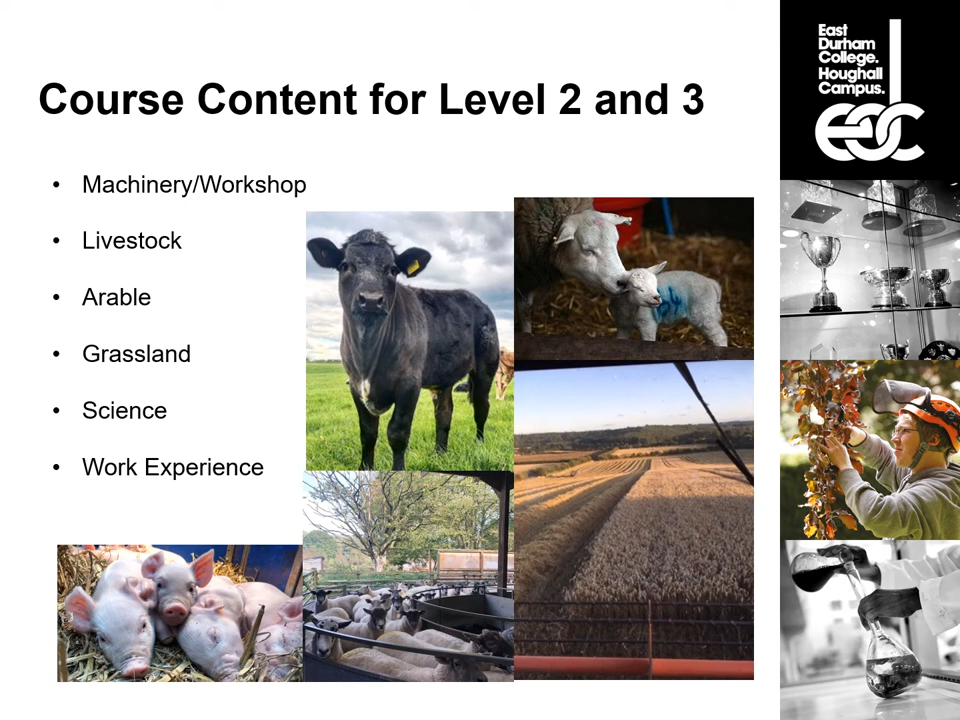 Course Content for Level 2 and 3
• Machinery/Workshop
• Livestock
• Arable
• Grassland
• Science
• Work Experience
East
Durham
College.
Houghall
Campus.
edc